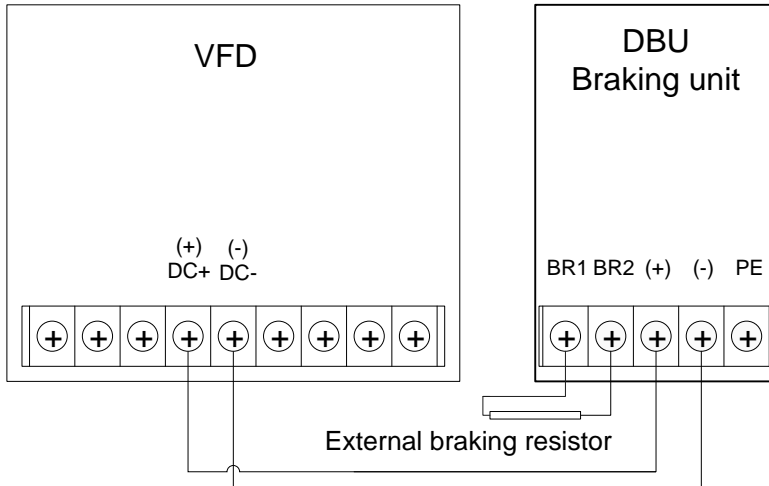 VFD
DBU
Braking unit
(+) (-)
DC+ DC-
BR1 BR2 (+) (-) PE
+ + + + + + + + +
+ + + + +
External braking resistor